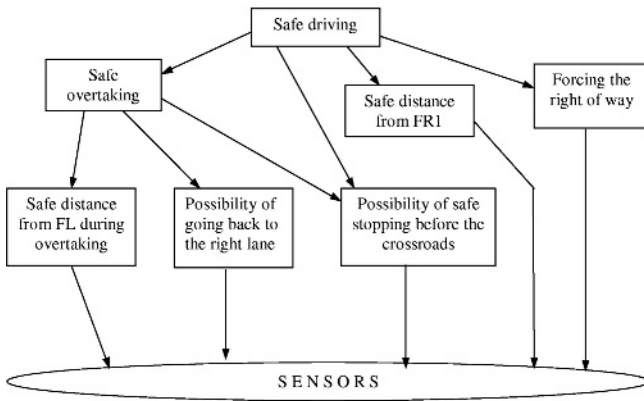 Safe driving
Safe
overtaking
Safe distance
from FR1
Forcing the
right of way
Safe distance
from FL during
overtaking
Possibility of
going back to
the right lane
Possibility of safe
stopping before the
crossroads
SENSORS